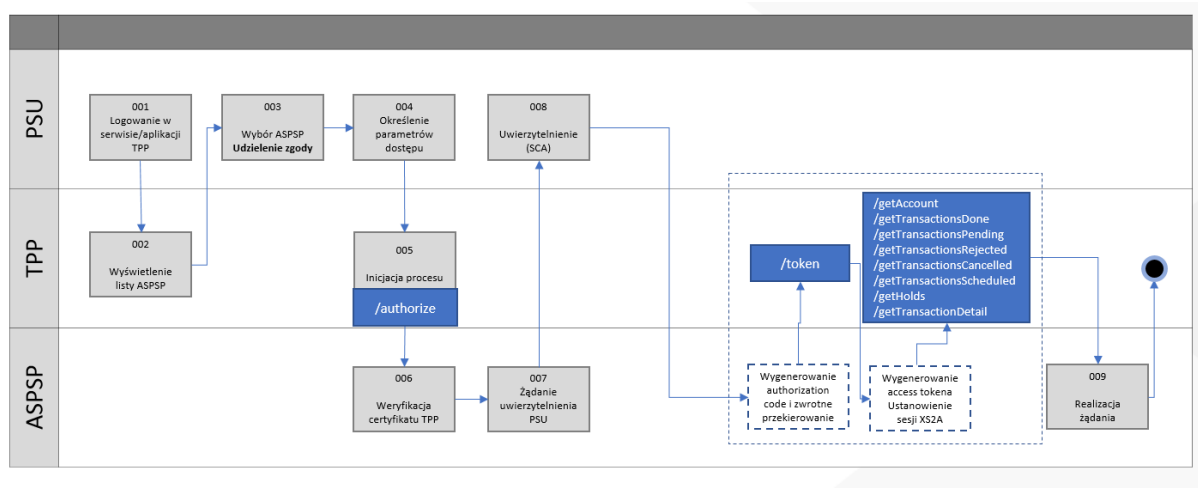 PSU
001
Logowanie w
serwisie/aplikacji
TPP
003
Wybór ASPSP
Udzielenie zgody
004
Określenie
parametrów
dostępu
008
Uwierzytelnienie
(SCA)
TPP
002
Wyświetlenie
listy ASPSP
005
Inicjacja procesu
/authorize
/token
/getAccount
/getTransactionsDone
/getTransactionsPending
/getTransactionsRejected
/getTransactionsCancelled
/getTransactionsScheduled
/getHolds
/getTransactionDetail
ASPSP
006
Weryfikacja
certyfikatu TPP
007
Żądanie
uwierzytelnienia
PSU
Wygenerowanie
authorization
code i zwrotne
przekierowanie
Wygenerowanie
access tokena
Ustanowienie
sesji XS2A
009
Realizacja
żądania